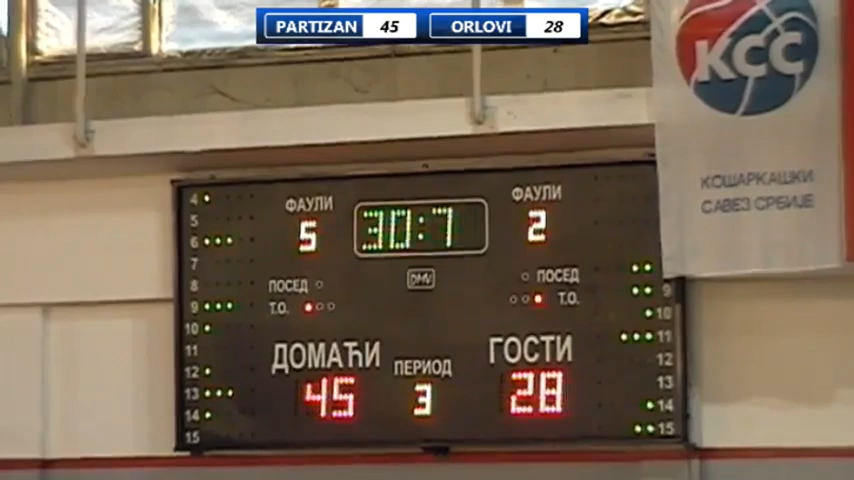 PARTIZAN 45 ORLOVI 28
КСС
КОШАРКАШКИ
САВЕЗ СРБИЈЕ
ФАУЛИ ФАУЛИ
5 30:7 2
ПОСЕД DMV ПОСЕД
Т.О. Т.О.
ДОМАЋИ ПЕРИОД ГОСТИ
45 3 28
4
5
6
7
8
9
10
11
12
13
14
15
9
10
11
12
13
14
15